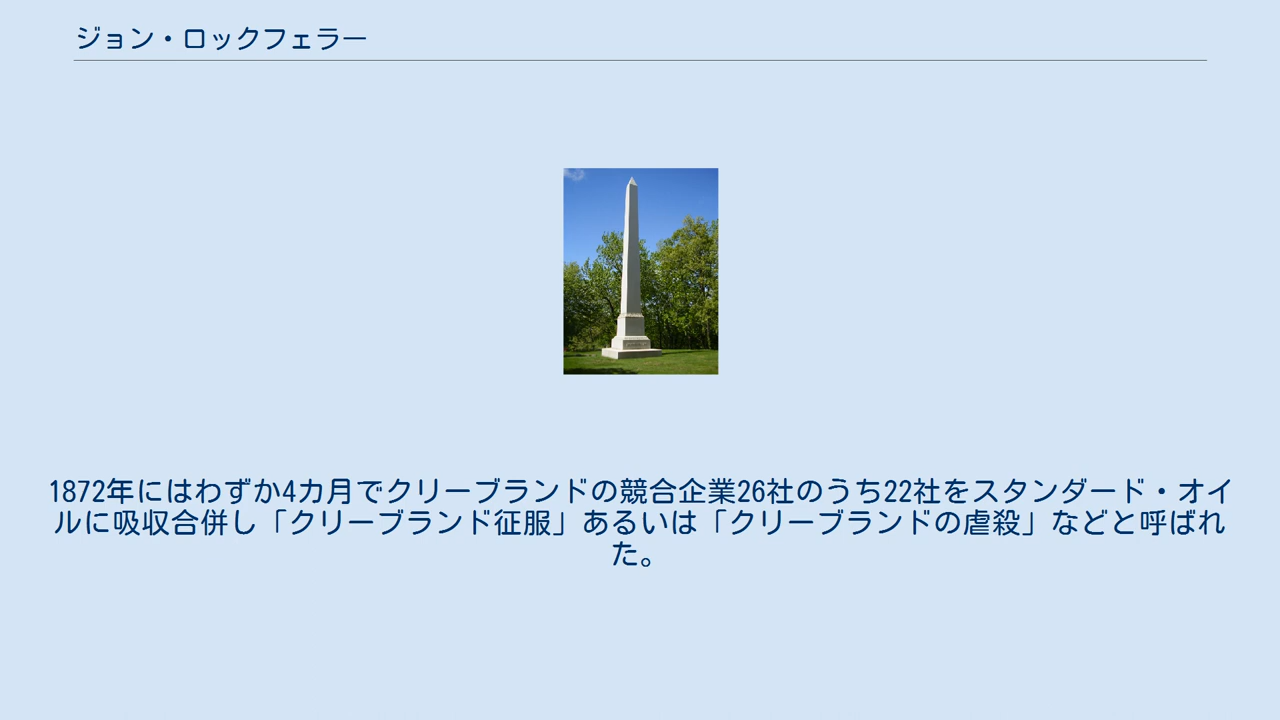 ジョン・ロックフェラー
1872年にはわずか4カ月でクリーブランドの競合企業26社のうち22社をスタンダード・オイ
ルに吸収合併し「クリーブランド征服」あるいは「クリーブランドの虐殺」などと呼ばれ
た。